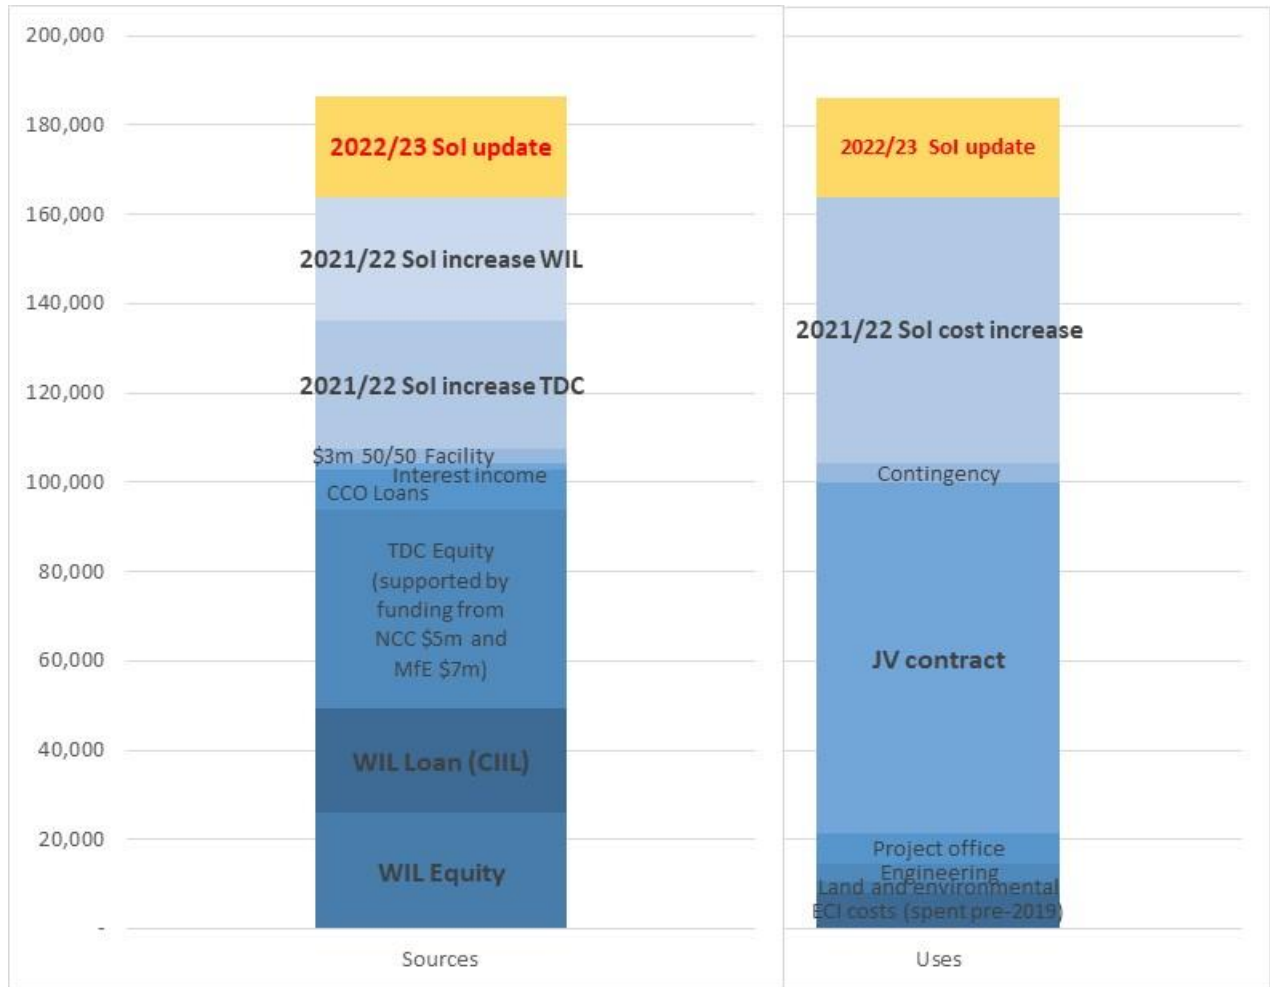 200,000
180,000
160,000
140,000
120,000
100,000
80,000
60,000
40,000
20,000
-
2022/23 SoI update
2021/22 SoI increase WIL
2021/22 SoI increase TDC
$3m 50/50 Facility
Interest income
CCO Loans
TDC Equity
(supported by
funding from
NCC $5m and
MfE $7m)
WIL Loan (CIIL)
WIL Equity
Sources
2022/23 SoI update
2021/22 SoI cost increase
Contingency
JV contract
Project office
Engineering
Land and environmental
ECI costs (spent pre-2019)
Uses